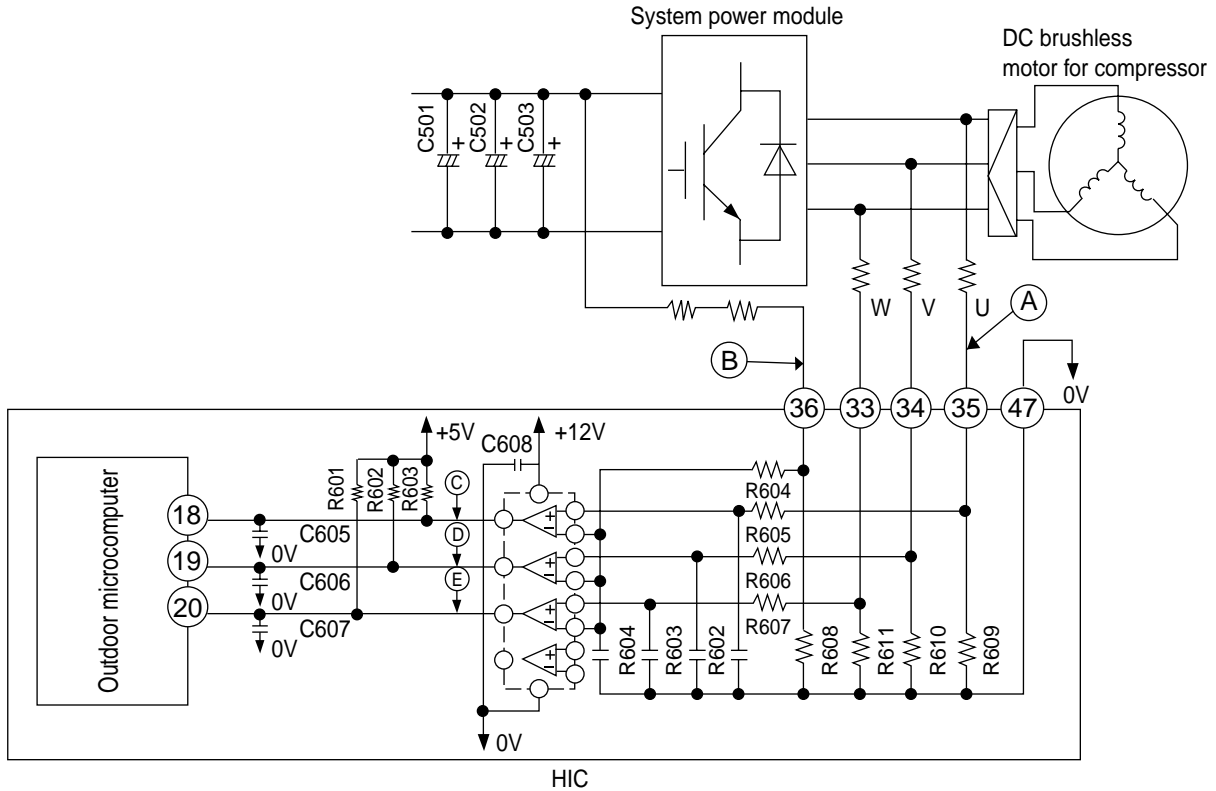 System power module
DC brushless
motor for compressor
C501
C502
C503
+
+
+
W
V
U
A
B
36
33
34
35
47
0V
+5V
C608
+12V
Outdoor microcomputer
18
19
20
R601
R602
R603
C
D
E
C605
0V
C606
0V
C607
0V
+
−
+
−
+
−
+
−
R604
R605
R606
R607
R604
R603
R602
R608
R611
R610
R609
0V
HIC